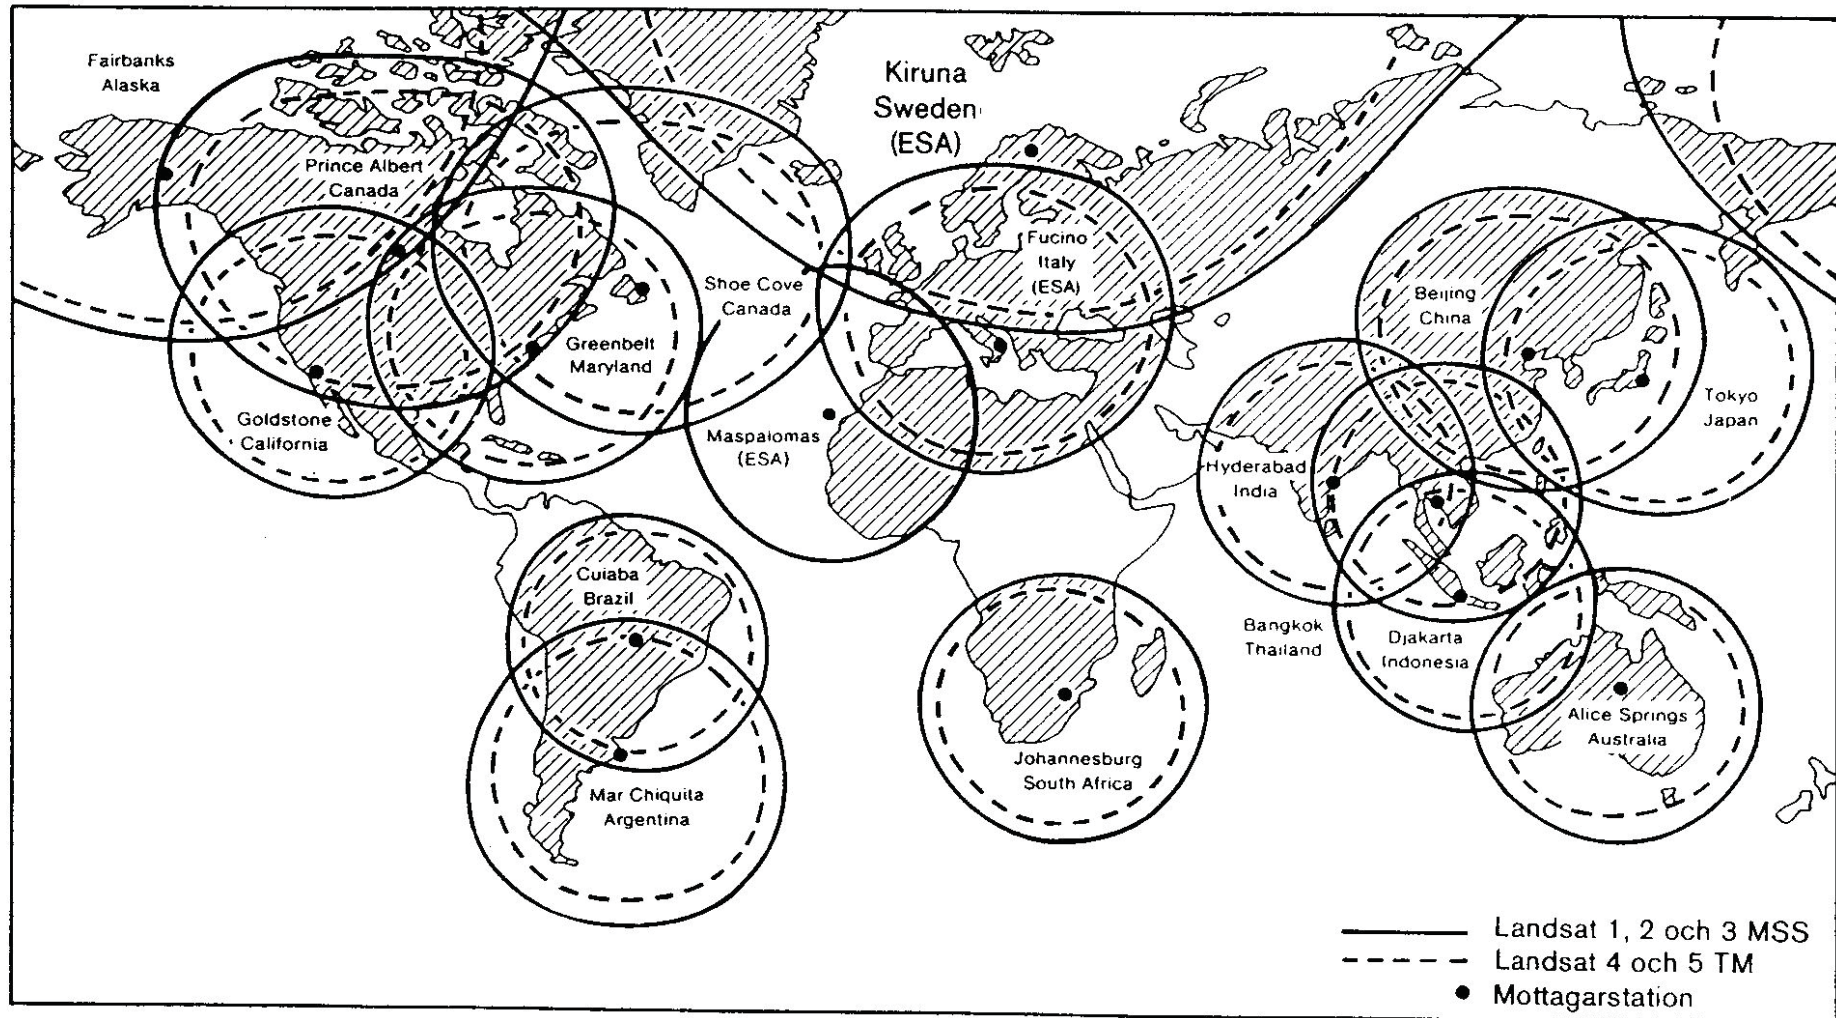 Fairbanks
Alaska
Kiruna
Sweden
(ESA)
Prince Albert
Canada
Fucino
Italy
(ESA)
Shoe Cove
Canada
Beijing
China
Greenbelt
Maryland
Goldstone
California
Tokyo
Japan
Maspalomas
(ESA)
Hyderabad
India
Cuiaba
Brazil
Bangkok
Thailand
Djakarta
Indonesia
Alice Springs
Australia
Johannesburg
South Africa
Mar Chiquita
Argentina
Landsat 1, 2 och 3 MSS
Landsat 4 och 5 TM
Mottagarstation